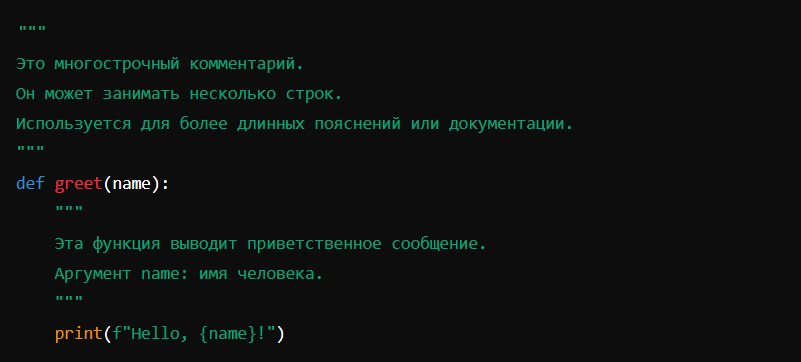 """
Это многострочный комментарий.
Он может занимать несколько строк.
Используется для более длинных пояснений или документации.
"""
def greet(name):
    """
    Эта функция выводит приветственное сообщение.
    Аргумент name: имя человека.
    """
    print(f"Hello, {name}!")